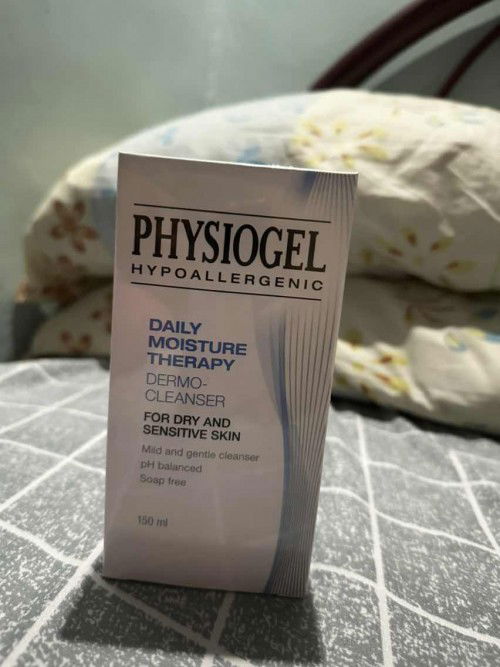 PHYSIOGEL
HYPOALLERGENIC
DAILY
MOISTURE
THERAPY
DERMO-
CLEANSER
FOR DRY AND
SENSITIVE SKIN
Mild and gentle cleanser
pH balanced
Soap free
150 ml